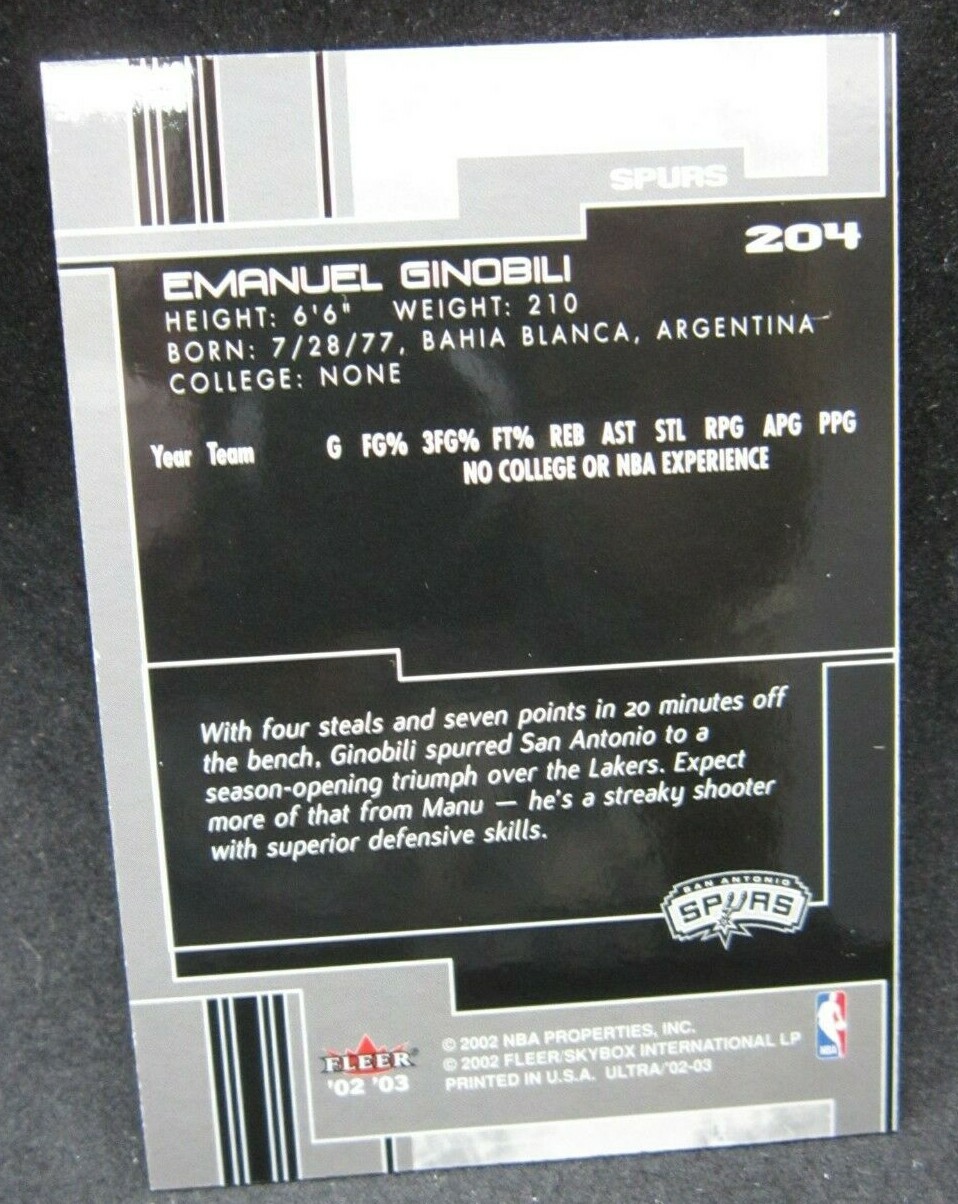 SPURS
204
EMANUEL GINOBILI
HEIGHT: 6'6" WEIGHT: 210
BORN: 7/28/77, BAHIA BLANCA, ARGENTINA
COLLEGE: NONE
Year Team G FG% 3FG% FT% REB AST STL RPG APG PPG
NO COLLEGE OR NBA EXPERIENCE
With four steals and seven points in 20 minutes off
the bench, Ginobili spurred San Antonio to a
season-opening triumph over the Lakers. Expect
more of that from Manu — he's a streaky shooter
with superior defensive skills.
SAN ANTONIO
SPURS
FLEER
'02 '03
© 2002 NBA PROPERTIES, INC.
© 2002 FLEER/SKYBOX INTERNATIONAL LP
PRINTED IN U.S.A. ULTRA/'02-03
NBA